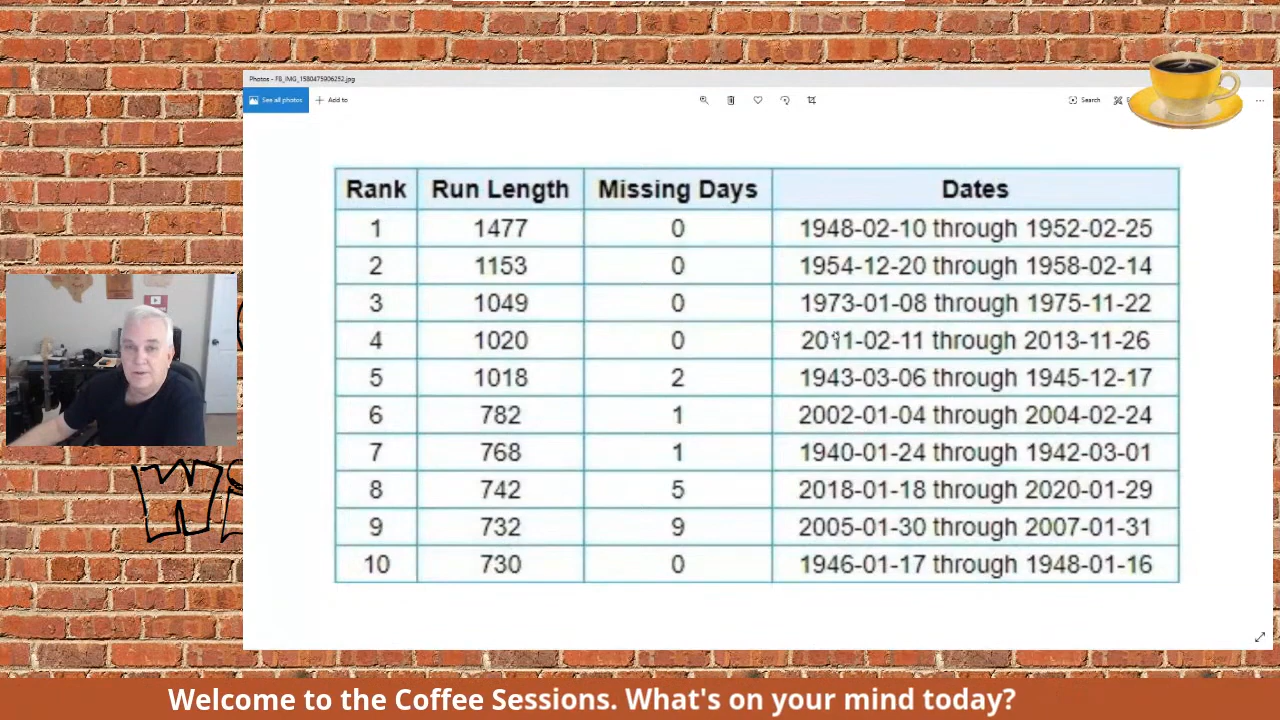 Photos - FB_IMG_1580475906252.jpg
See all photos
Add to
Search
Rank Run Length Missing Days Dates
1 1477 0 1948-02-10 through 1952-02-25
2 1153 0 1954-12-20 through 1958-02-14
3 1049 0 1973-01-08 through 1975-11-22
4 1020 0 2011-02-11 through 2013-11-26
5 1018 2 1943-03-06 through 1945-12-17
6 782 1 2002-01-04 through 2004-02-24
7 768 1 1940-01-24 through 1942-03-01
8 742 5 2018-01-18 through 2020-01-29
9 732 9 2005-01-30 through 2007-01-31
10 730 0 1946-01-17 through 1948-01-16
Welcome to the Coffee Sessions. What's on your mind today?